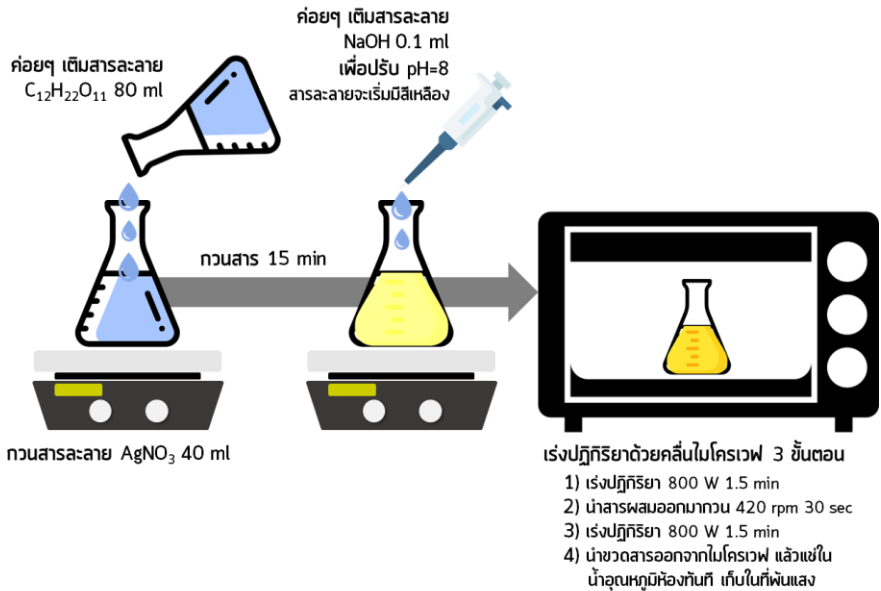 ค่อยๆ เติมสารละลาย
C₁₂H₂₂O₁₁ 80 ml
ค่อยๆ เติมสารละลาย
NaOH 0.1 ml
เพื่อปรับ pH=8
สารละลายจะเริ่มมีสีเหลือง
กวนสาร 15 min
กวนสารละลาย AgNO₃ 40 ml
เร่งปฏิกิริยาด้วยคลื่นไมโครเวฟ 3 ขั้นตอน
1) เร่งปฏิกิริยา 800 W 1.5 min
2) นำสารผสมออกมากวน 420 rpm 30 sec
3) เร่งปฏิกิริยา 800 W 1.5 min
4) นำขวดสารออกจากไมโครเวฟ แล้วแช่ใน
น้ำอุณหภูมิห้องทันที เก็บในที่พ้นแสง